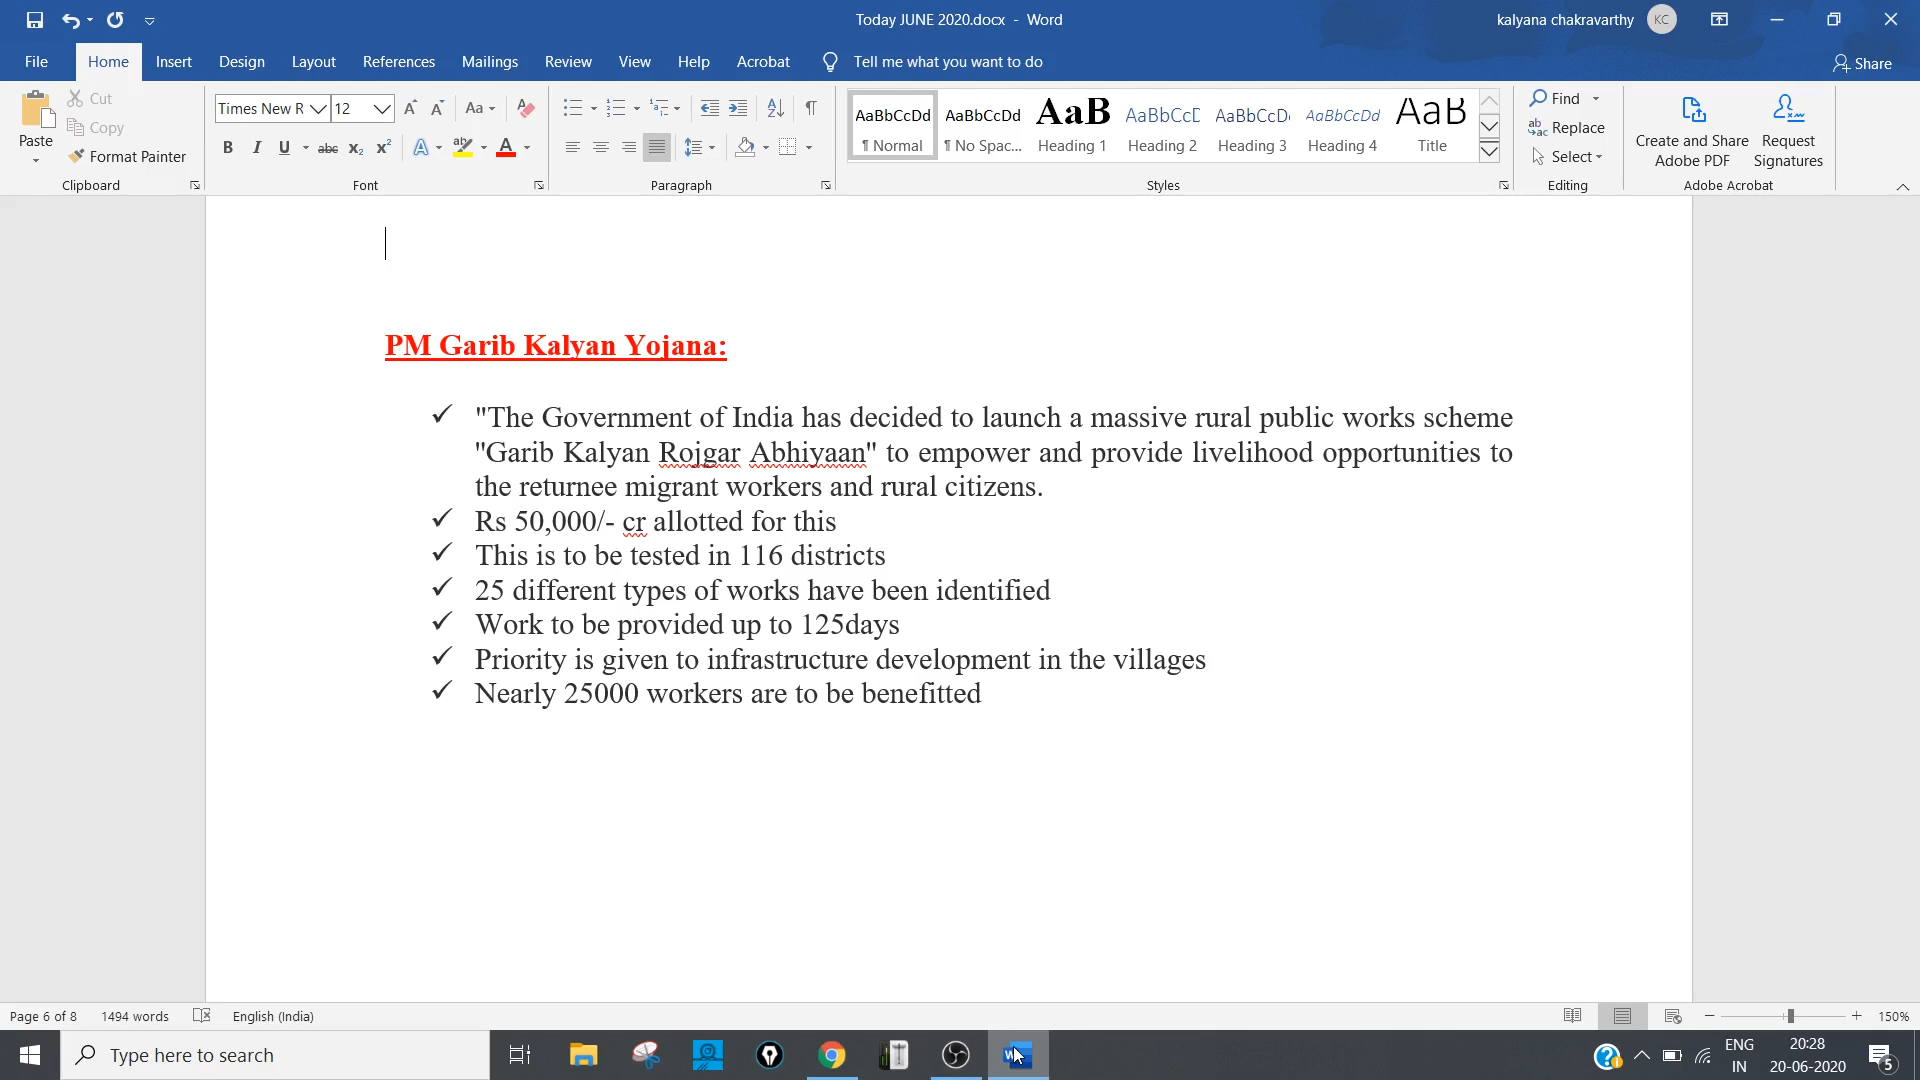 Today JUNE 2020.docx - Word
kalyana chakravarthy KC
File Home Insert Design Layout References Mailings Review View Help Acrobat Tell me what you want to do Share
Paste Cut Copy Format Painter
Times New R 12
AaBbCcDd AaBbCcDd AaB AaBbCcD AaBbCcD AaBbCcDd AaB
¶ Normal ¶ No Spac... Heading 1 Heading 2 Heading 3 Heading 4 Title
Find Replace Select
Create and Share Adobe PDF
Request Signatures
Clipboard Font Paragraph Styles Editing Adobe Acrobat
PM Garib Kalyan Yojana:
✓ "The Government of India has decided to launch a massive rural public works scheme
"Garib Kalyan Rojgar Abhiyaan" to empower and provide livelihood opportunities to
the returnee migrant workers and rural citizens.
✓ Rs 50,000/- cr allotted for this
✓ This is to be tested in 116 districts
✓ 25 different types of works have been identified
✓ Work to be provided up to 125days
✓ Priority is given to infrastructure development in the villages
✓ Nearly 25000 workers are to be benefitted
Page 6 of 8 1494 words English (India) 150%
Type here to search
ENG 20:28
IN 20-06-2020 5